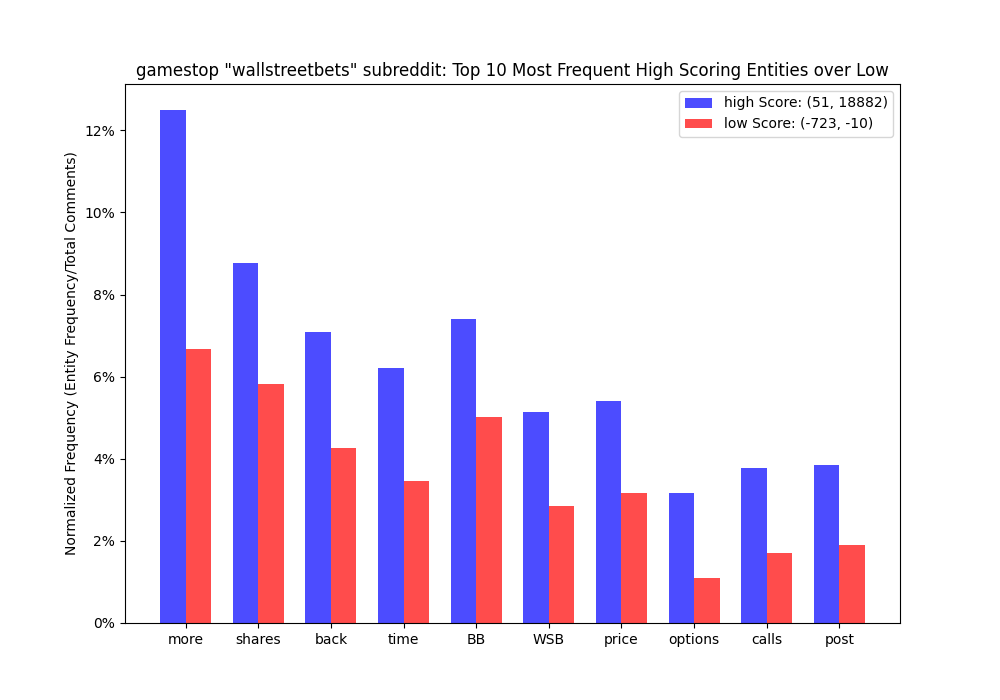 gamestop "wallstreetbets" subreddit: Top 10 Most Frequent High Scoring Entities over Low
high Score: (51, 18882)
low Score: (-723, -10)
Normalized Frequency (Entity Frequency/Total Comments)
12%
10%
8%
6%
4%
2%
0%
more shares back time BB WSB price options calls post